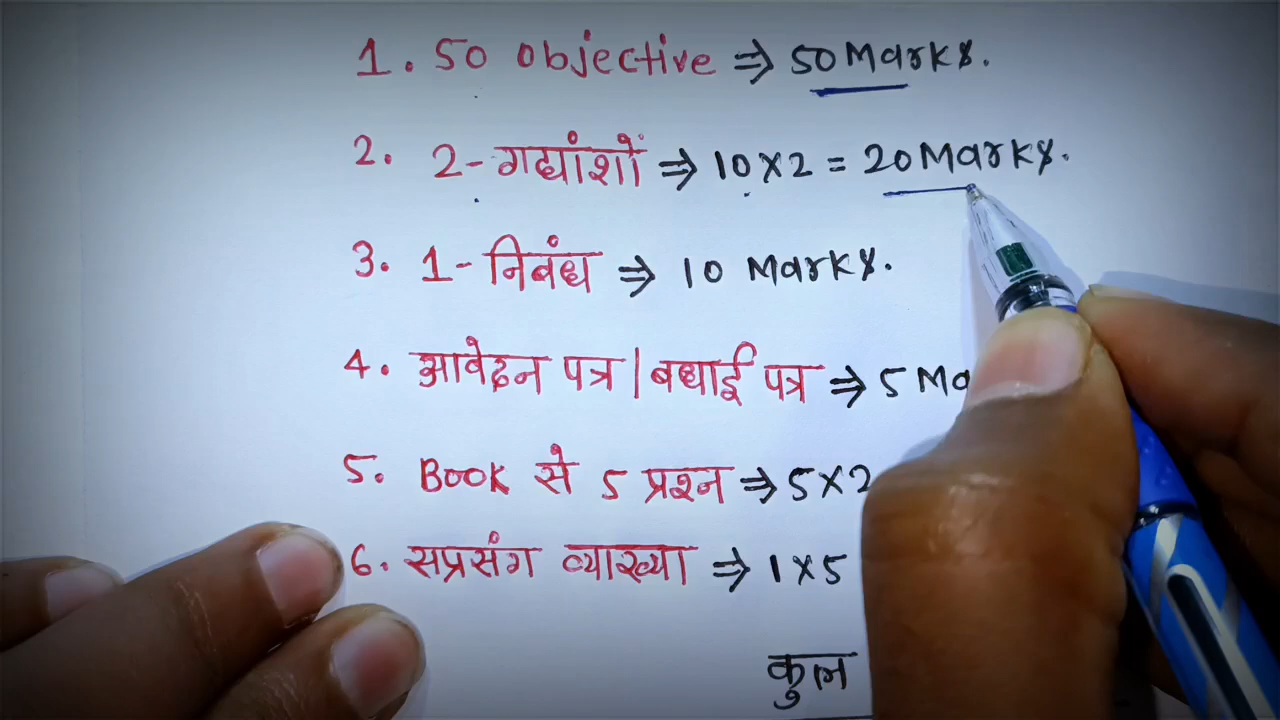 1. 50 Objective ⇒ 50 Marks.
2. 2-गद्यांशों ⇒ 10×2 = 20 Marks.
3. 1-निबंध ⇒ 10 Marks.
4. आवेदन पत्र | बधाई पत्र ⇒ 5 Ma
5. Book से 5 प्रश्न ⇒ 5×2
6. सप्रसंग व्याख्या ⇒ 1×5
कुल